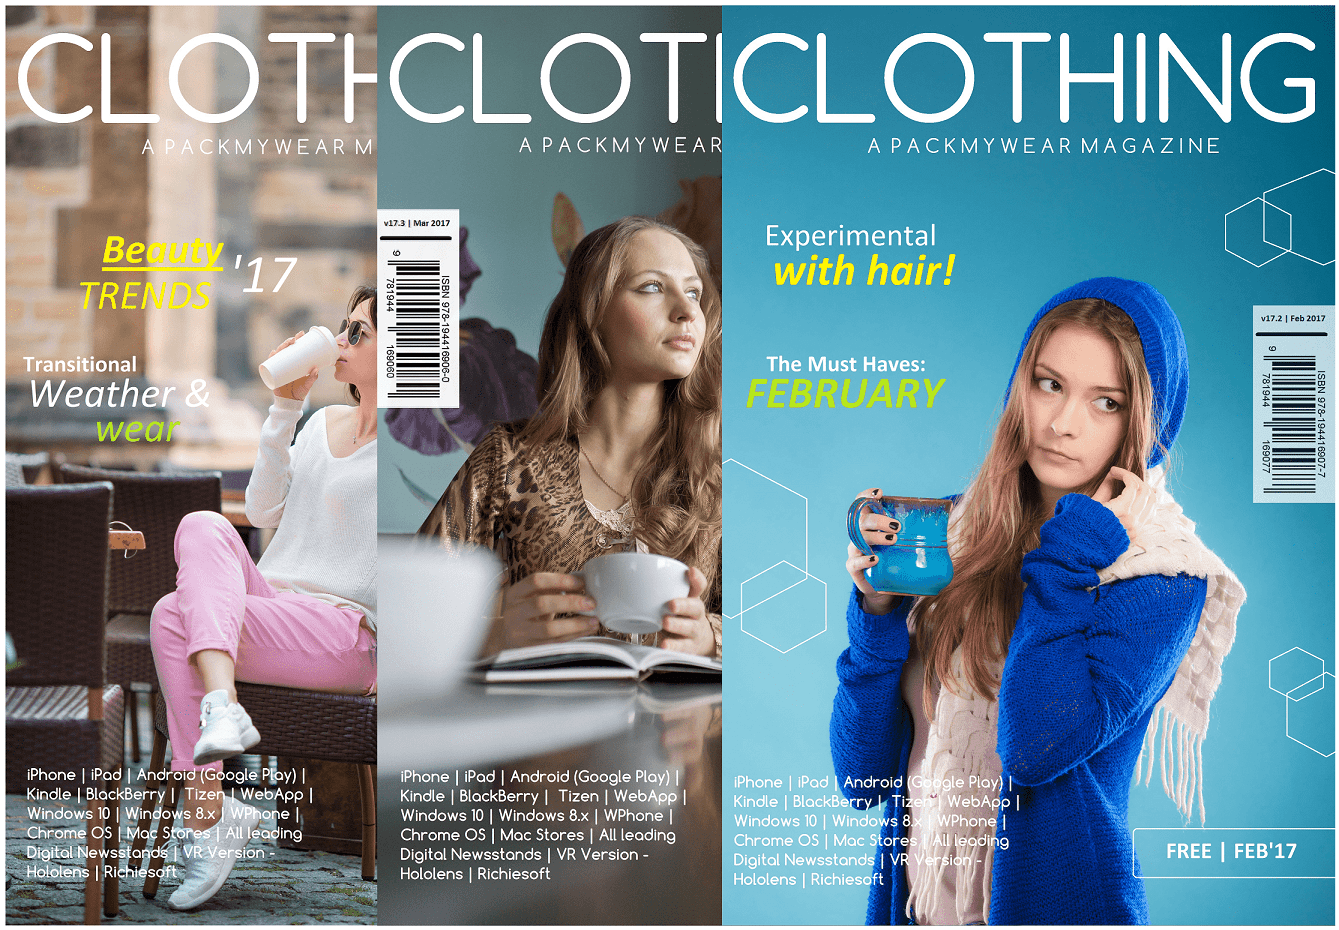 CLOTH
A PACKMYWEAR M
Beauty '17
TRENDS
Transitional
Weather &
wear
iPhone | iPad | Android (Google Play) |
Kindle | BlackBerry | Tizen | WebApp |
Windows 10 | Windows 8.x | WPhone |
Chrome OS | Mac Stores | All leading
Digital Newsstands | VR Version -
Hololens | Richiesoft
CLOT
A PACKMYWEAR
v17.3 | Mar 2017
ISBN 978-194416906-0
9 781944 169060
iPhone | iPad | Android (Google Play) |
Kindle | BlackBerry | Tizen | WebApp |
Windows 10 | Windows 8.x | WPhone |
Chrome OS | Mac Stores | All leading
Digital Newsstands | VR Version -
Hololens | Richiesoft
CLOTHING
A PACKMYWEAR MAGAZINE
Experimental
with hair!
The Must Haves:
FEBRUARY
v17.2 | Feb 2017
ISBN 978-194416907-7
9 781944 169077
iPhone | iPad | Android (Google Play) |
Kindle | BlackBerry | Tizen | WebApp |
Windows 10 | Windows 8.x | WPhone |
Chrome OS | Mac Stores | All leading
Digital Newsstands | VR Version -
Hololens | Richiesoft
FREE | FEB'17